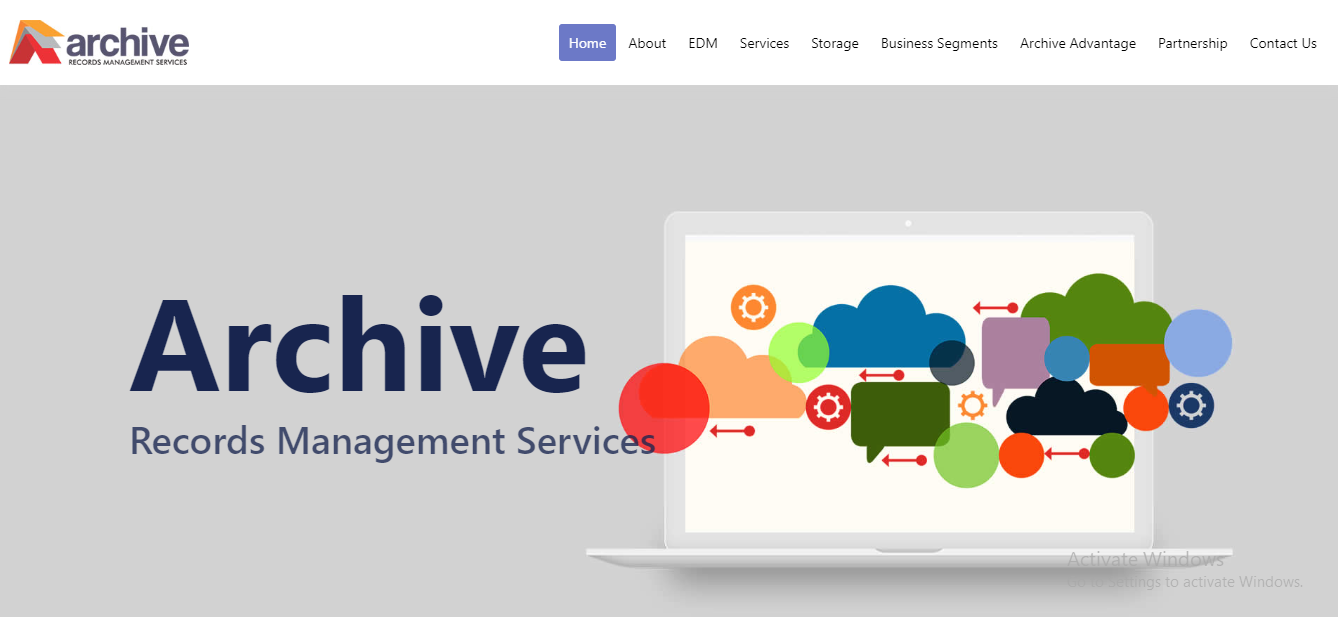 archive
RECORDS MANAGEMENT SERVICES
Home About EDM Services Storage Business Segments Archive Advantage Partnership Contact Us
Archive
Records Management Services
Activate Windows
Go to Settings to activate Windows.